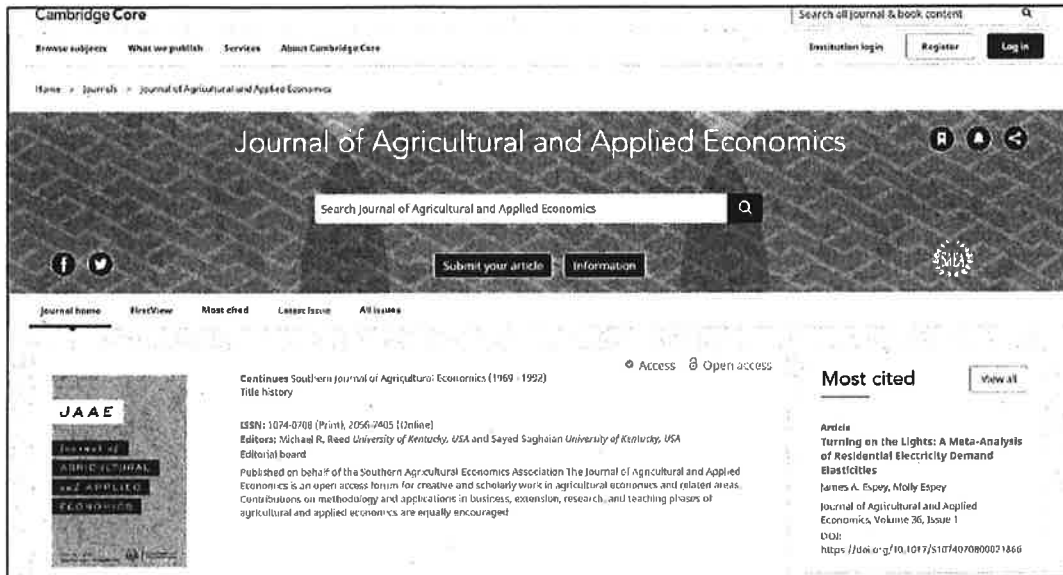 Cambridge Core
Search all journal & book content
Browse subjects What we publish Services About Cambridge Core
Institution login Register Log in
Home > Journals > Journal of Agricultural and Applied Economics
Journal of Agricultural and Applied Economics
Search Journal of Agricultural and Applied Economics
Submit your article Information
SAEA
Journal home FirstView Most cited Latest issue All issues
Access Open access
Continues Southern Journal of Agricultural Economics (1969 - 1992)
Title history
ISSN: 1074-0708 (Print), 2056-7405 (Online)
Editors: Michael R. Reed University of Kentucky, USA and Sayed Saghaian University of Kentucky, USA
Editorial board
Published on behalf of the Southern Agricultural Economics Association The Journal of Agricultural and Applied
Economics is an open access forum for creative and scholarly work in agricultural economics and related areas.
Contributions on methodology and applications in business, extension, research, and teaching phases of
agricultural and applied economics are equally encouraged
JAAE
Journal of
AGRICULTURAL
and APPLIED
ECONOMICS
Most cited View all
Article
Turning on the Lights: A Meta-Analysis
of Residential Electricity Demand
Elasticities
James A. Espey, Molly Espey
Journal of Agricultural and Applied
Economics, Volume 36, Issue 1
DOI:
https://doi.org/10.1017/S1074070800021866